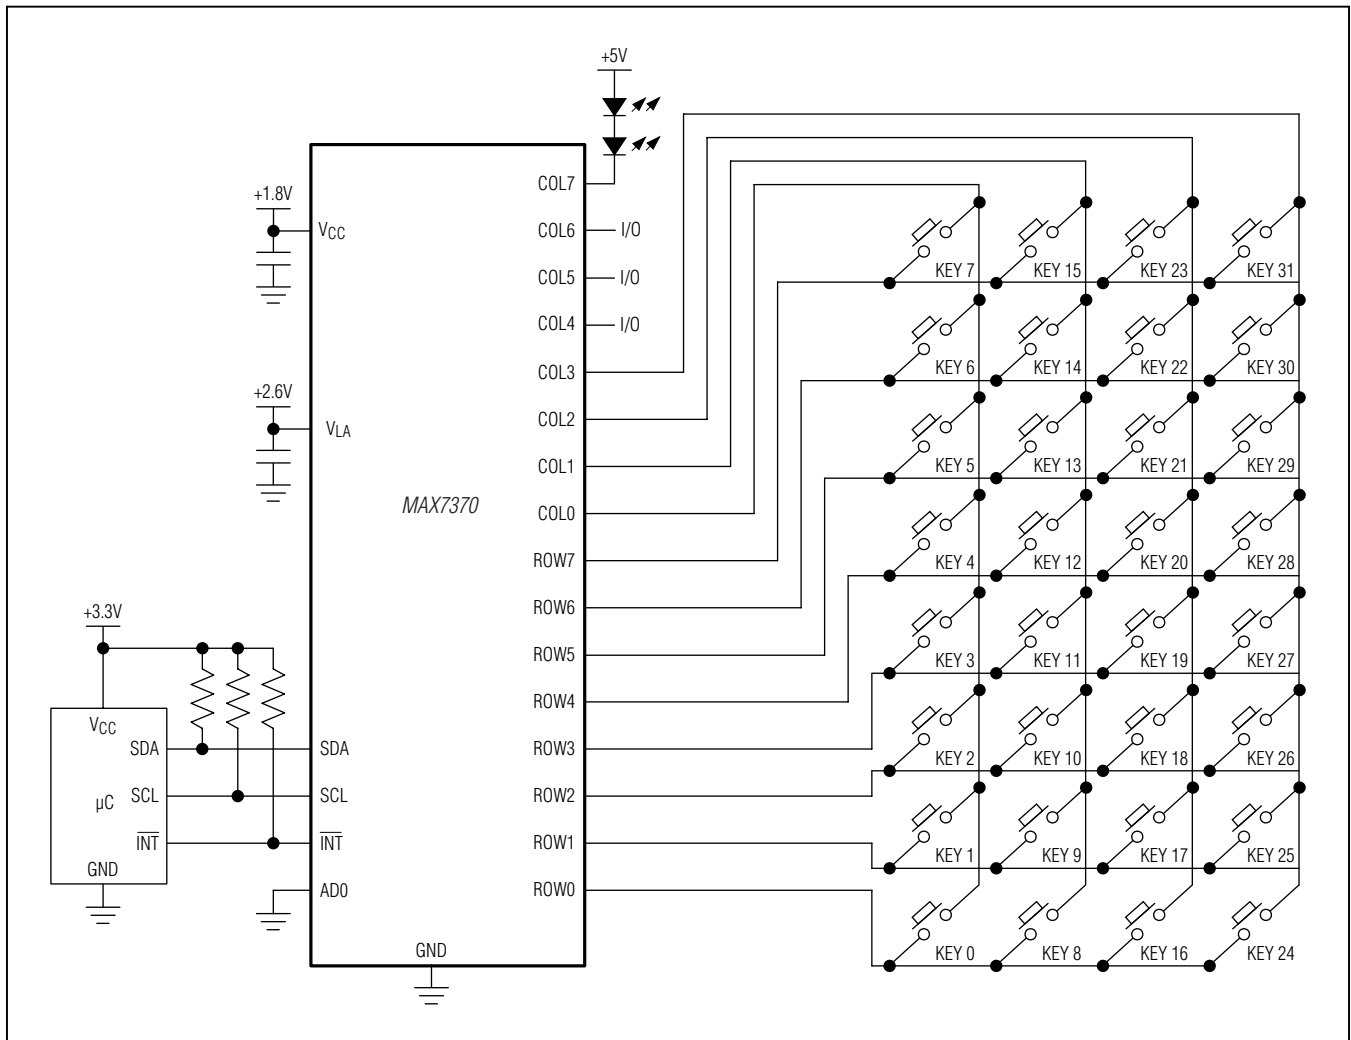 +5V
COL7
+1.8V
VCC
COL6 I/O
COL5 I/O
KEY 7 KEY 15 KEY 23 KEY 31
COL4 I/O
COL3
KEY 6 KEY 14 KEY 22 KEY 30
+2.6V
VLA
COL2
COL1
KEY 5 KEY 13 KEY 21 KEY 29
MAX7370
COL0
ROW7
KEY 4 KEY 12 KEY 20 KEY 28
ROW6
+3.3V
ROW5
KEY 3 KEY 11 KEY 19 KEY 27
ROW4
VCC
SDA SDA
ROW3
KEY 2 KEY 10 KEY 18 KEY 26
µC
SCL SCL
ROW2
INT INT
ROW1
KEY 1 KEY 9 KEY 17 KEY 25
GND
AD0
ROW0
GND
KEY 0 KEY 8 KEY 16 KEY 24